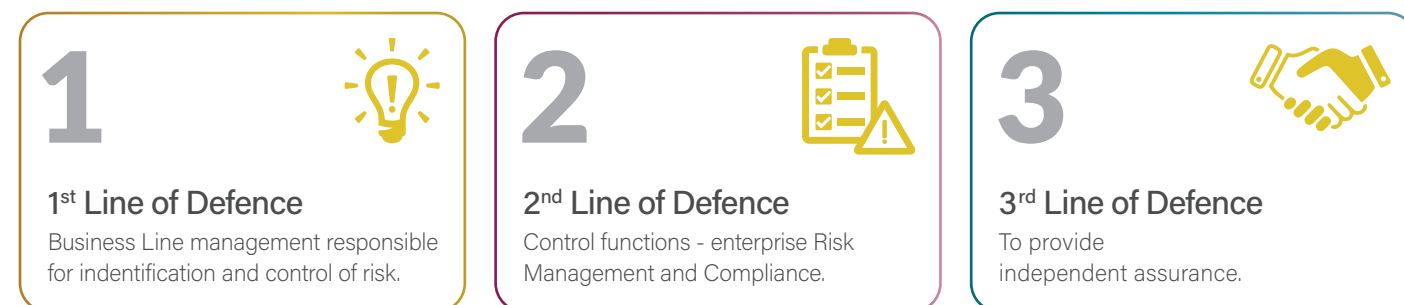 1
1st Line of Defence
Business Line management responsible
for indentification and control of risk.
2
2nd Line of Defence
Control functions - enterprise Risk
Management and Compliance.
3
3rd Line of Defence
To provide
independent assurance.